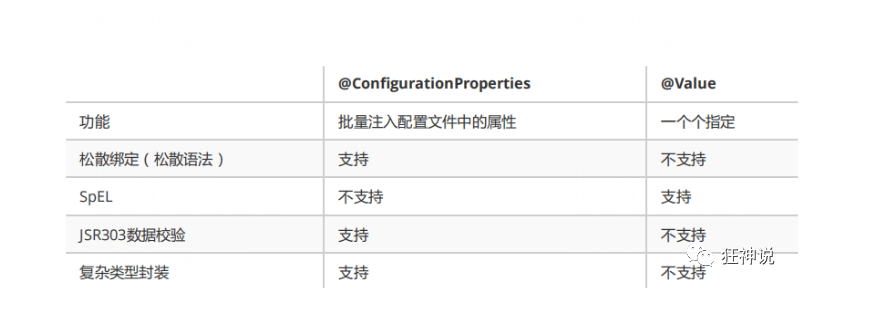 @ConfigurationProperties @Value
功能 批量注入配置文件中的属性 一个个指定
松散绑定（松散语法） 支持 不支持
SpEL 不支持 支持
JSR303数据校验 支持 不支持
复杂类型封装 支持 不支持
狂神说